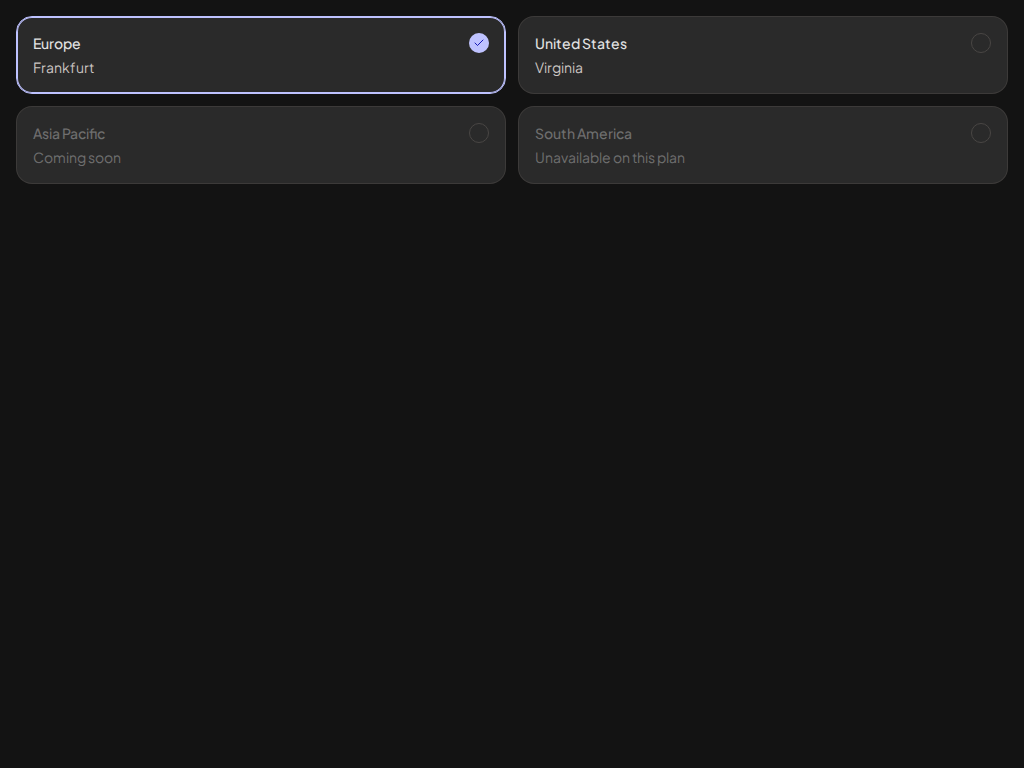 Europe
Frankfurt
United States
Virginia
Asia Pacific
Coming soon
South America
Unavailable on this plan